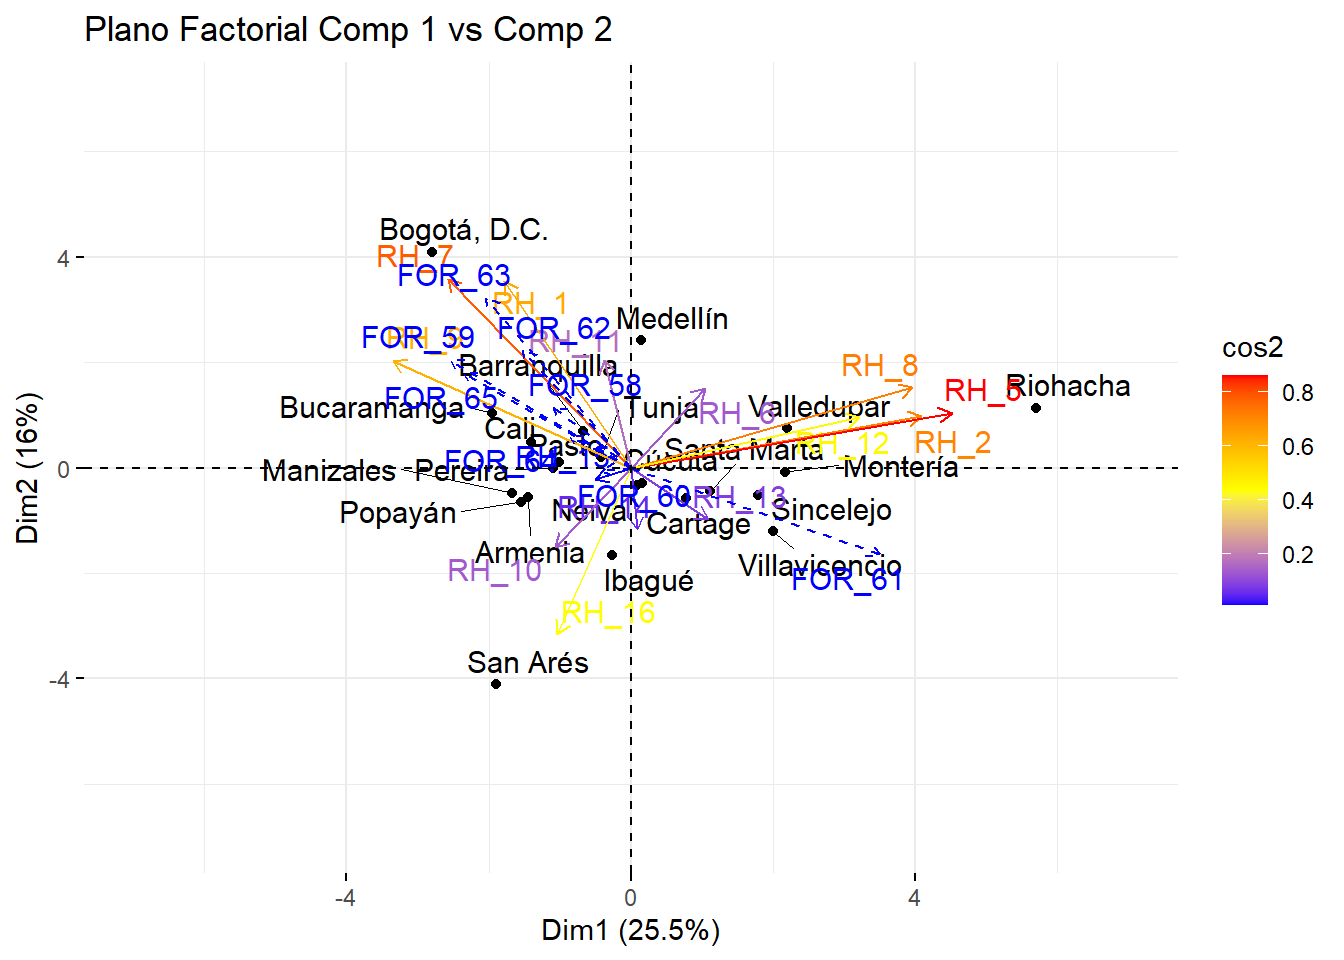 Plano Factorial Comp 1 vs Comp 2
Bogotá, D.C.
RH_7
FOR_63
RH_1
Medellín
FOR_62
RH_11
FOR_59
RH_9
Barranquilla
RH_8
FOR_58
RH_5
Riohacha
FOR_65
Bucaramanga
Tunja
RH_6
Valledupar
Cali
Pasto
RH_12
RH_2
Santa Marta
Cúcuta
FOR_64
Montería
Manizales
Pereira
FOR_60
RH_13
Popayán
Neiva
RH_14
Sincelejo
Cartage
Armenia
Villavicencio
RH_10
Ibagué
FOR_61
RH_16
San Arés
4
0
-4
Dim2 (16%)
-4
0
4
Dim1 (25.5%)
cos2
0.8
0.6
0.4
0.2